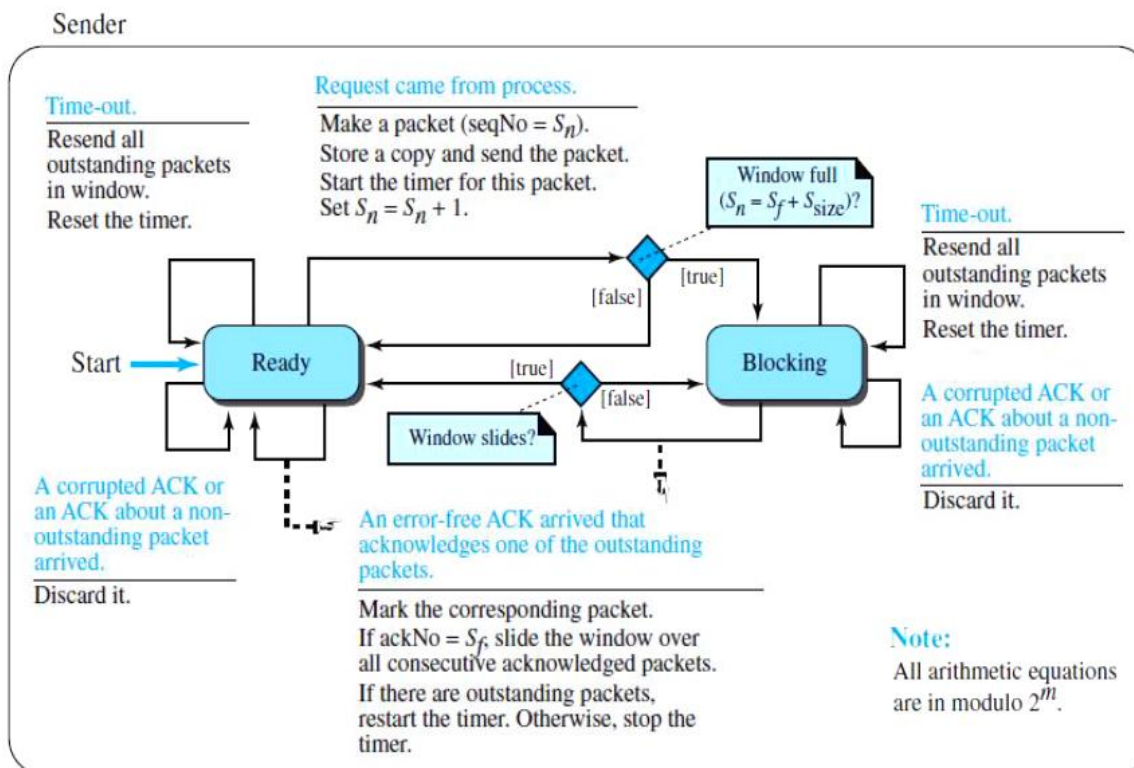 Sender
Time-out.
Resend all
outstanding packets
in window.
Reset the timer.
Request came from process.
Make a packet (seqNo = Sn).
Store a copy and send the packet.
Start the timer for this packet.
Set Sn = Sn + 1.
Window full
(Sn = Sf + Ssize)?
Time-out.
Resend all
outstanding packets
in window.
Reset the timer.
[true]
[false]
Start
Ready
Blocking
[true]
[false]
Window slides?
A corrupted ACK or
an ACK about a non-
outstanding packet
arrived.
Discard it.
A corrupted ACK or
an ACK about a non-
outstanding packet
arrived.
Discard it.
An error-free ACK arrived that
acknowledges one of the outstanding
packets.
Mark the corresponding packet.
If ackNo = Sf, slide the window over
all consecutive acknowledged packets.
If there are outstanding packets,
restart the timer. Otherwise, stop the
timer.
Note:
All arithmetic equations
are in modulo 2^m.